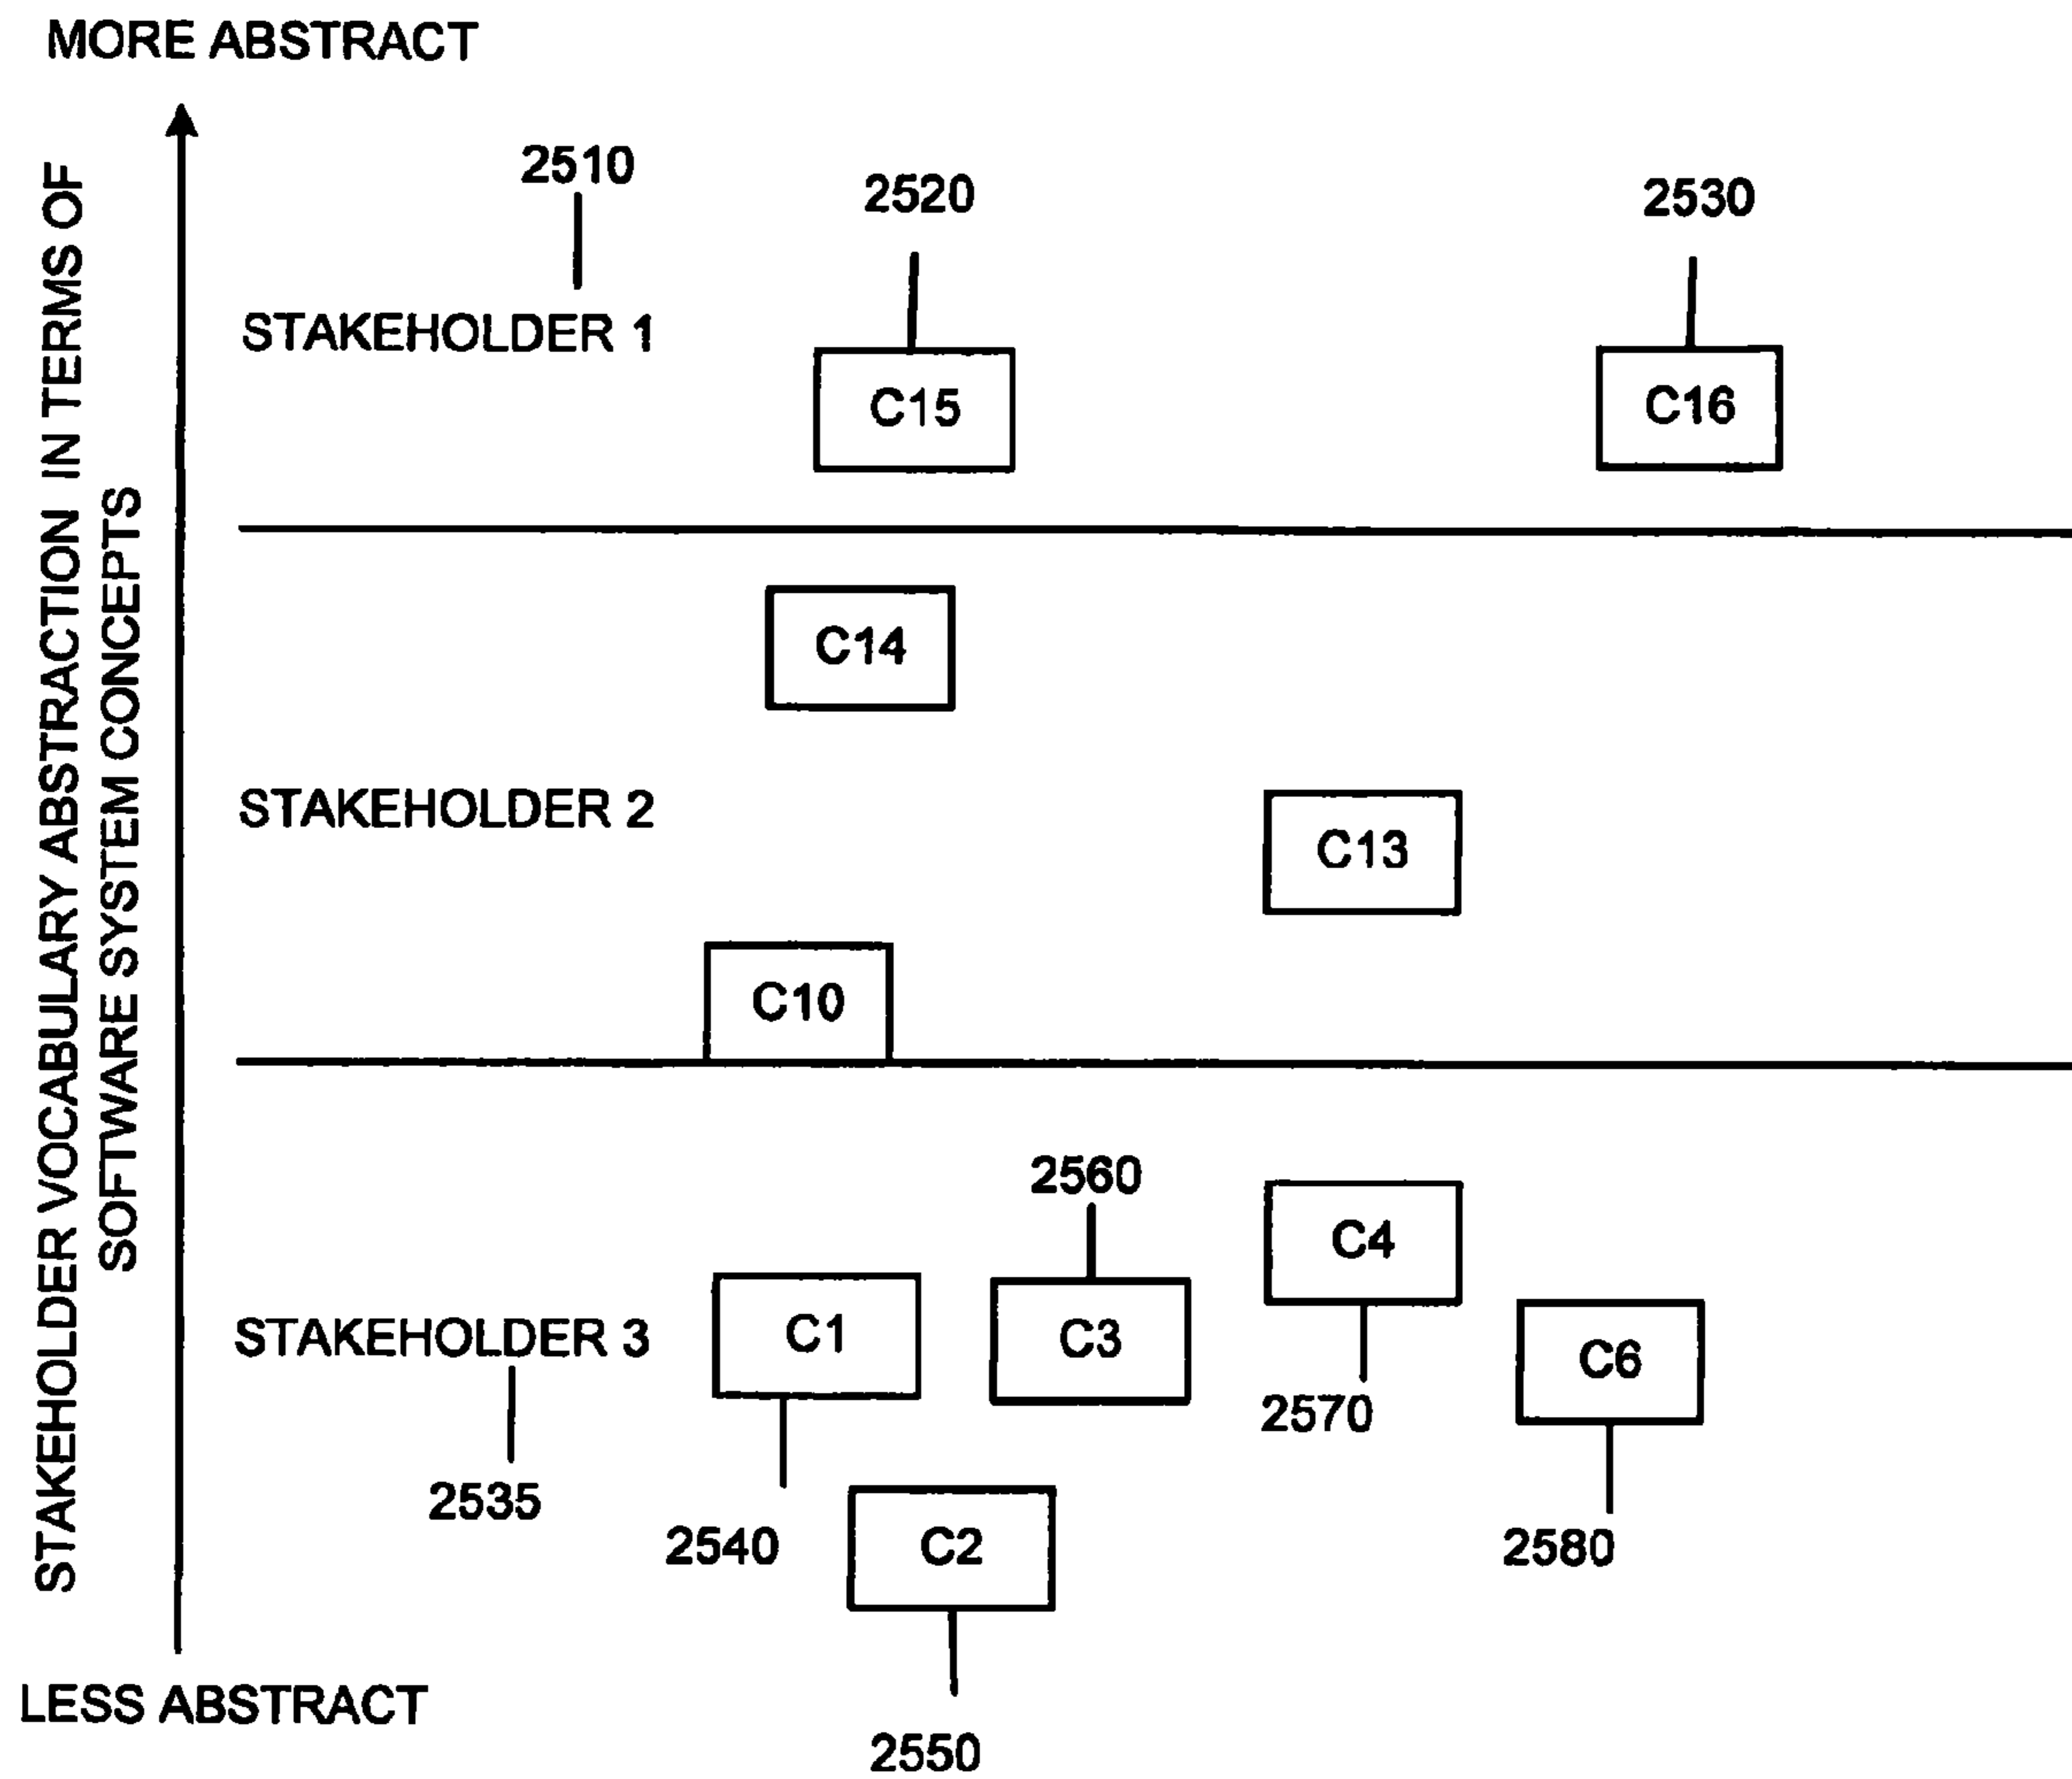 MORE ABSTRACT
STAKEHOLDER VOCABULARY ABSTRACTION IN TERMS OF
SOFTWARE SYSTEM CONCEPTS
2510
2520
2530
STAKEHOLDER 1
C15
C16
C14
STAKEHOLDER 2
C13
C10
2560
C4
C1
C3
STAKEHOLDER 3
C6
2570
2535
2540
C2
2580
LESS ABSTRACT
2550